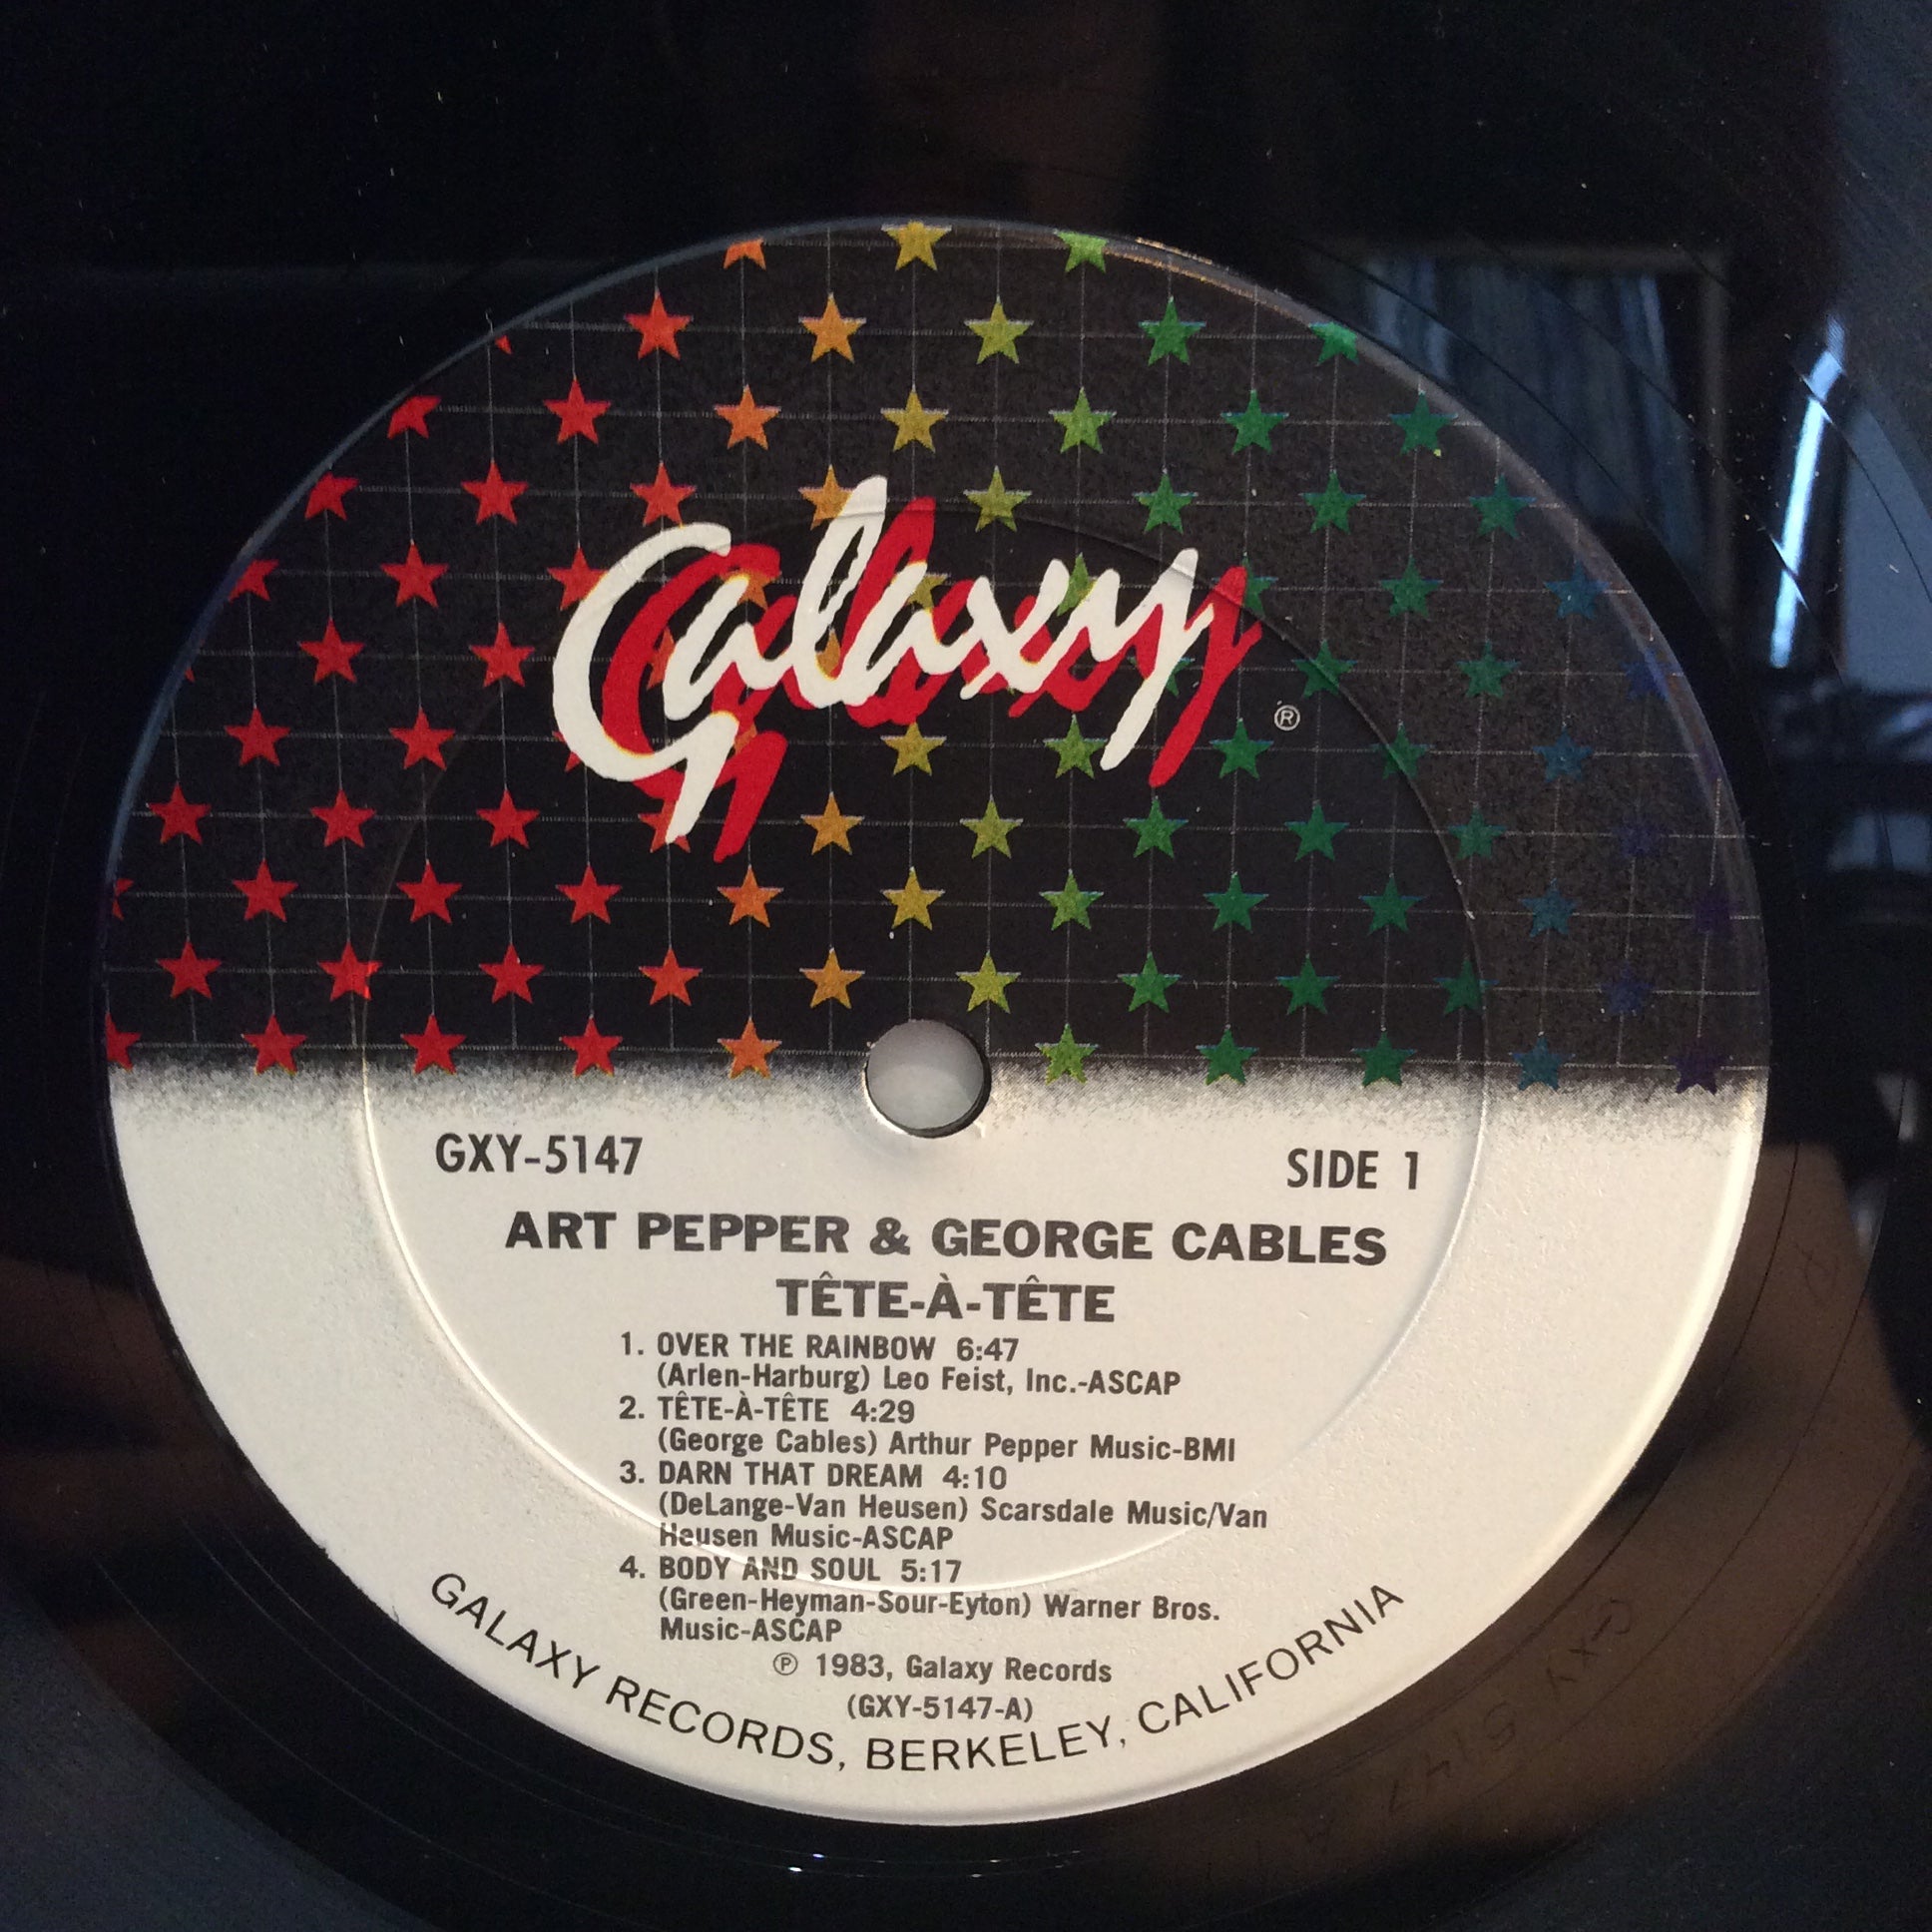 Galaxy
®
GXY-5147 SIDE 1
ART PEPPER & GEORGE CABLES
TÊTE-À-TÊTE
1. OVER THE RAINBOW 6:47
(Arlen-Harburg) Leo Feist, Inc.-ASCAP
2. TÊTE-À-TÊTE 4:29
(George Cables) Arthur Pepper Music-BMI
3. DARN THAT DREAM 4:10
(DeLange-Van Heusen) Scarsdale Music/Van
Heusen Music-ASCAP
4. BODY AND SOUL 5:17
(Green-Heyman-Sour-Eyton) Warner Bros.
Music-ASCAP
℗ 1983, Galaxy Records
(GXY-5147-A)
GALAXY RECORDS, BERKELEY, CALIFORNIA
GXY 5147 A